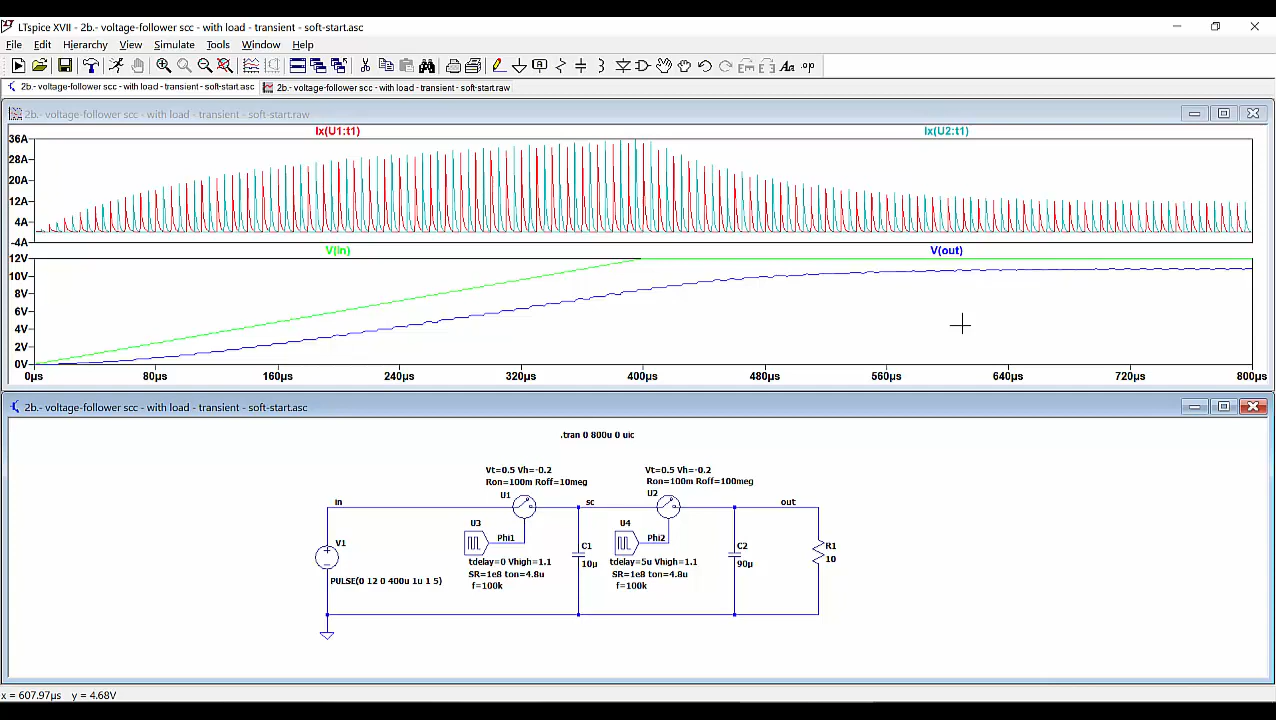 LTspice XVII - 2b.- voltage-follower scc - with load - transient - soft-start.asc
File Edit Hierarchy View Simulate Tools Window Help
2b.- voltage-follower scc - with load - transient - soft-start.asc 2b.- voltage-follower scc - with load - transient - soft-start.raw
2b.- voltage-follower scc - with load - transient - soft-start.raw
Ix(U1:t1) Ix(U2:t1)
36A
28A
20A
12A
4A
-4A
V(in) V(out)
12V
10V
8V
6V
4V
2V
0V
0µs 80µs 160µs 240µs 320µs 400µs 480µs 560µs 640µs 720µs 800µs
2b.- voltage-follower scc - with load - transient - soft-start.asc
.tran 0 800u 0 uic
Vt=0.5 Vh=-0.2 Vt=0.5 Vh=-0.2
Ron=100m Roff=10meg Ron=100m Roff=100meg
U1 U2
in sc out
U3 U4
Phi1 Phi2
V1 C1 C2 R1
tdelay=0 Vhigh=1.1 10µ tdelay=5u Vhigh=1.1 90µ 10
SR=1e8 ton=4.8u SR=1e8 ton=4.8u
PULSE(0 12 0 400u 1u 1 5) f=100k f=100k
x = 607.97µs y = 4.68V